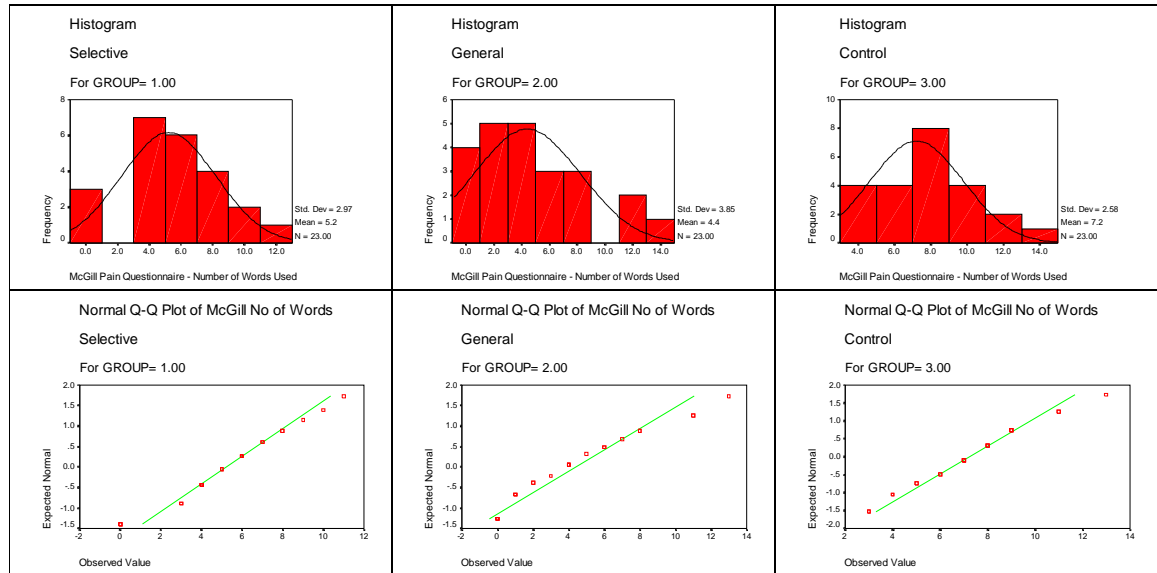 Histogram
Selective
For GROUP= 1.00
8
6
4
2
0
Frequency
0.0 2.0 4.0 6.0 8.0 10.0 12.0
Std. Dev = 2.97
Mean = 5.2
N = 23.00
McGill Pain Questionnaire - Number of Words Used
Histogram
General
For GROUP= 2.00
6
5
4
3
2
1
0
Frequency
0.0 2.0 4.0 6.0 8.0 10.0 12.0 14.0
Std. Dev = 3.85
Mean = 4.4
N = 23.00
McGill Pain Questionnaire - Number of Words Used
Histogram
Control
For GROUP= 3.00
10
8
6
4
2
0
Frequency
4.0 6.0 8.0 10.0 12.0 14.0
Std. Dev = 2.58
Mean = 7.2
N = 23.00
McGill Pain Questionnaire - Number of Words Used
Normal Q-Q Plot of McGill No of Words
Selective
For GROUP= 1.00
2.0
1.5
1.0
.5
0.0
-.5
-1.0
-1.5
Expected Normal
-2 0 2 4 6 8 10 12
Observed Value
Normal Q-Q Plot of McGill No of Words
General
For GROUP= 2.00
2.0
1.5
1.0
.5
0.0
-.5
-1.0
-1.5
Expected Normal
-2 0 2 4 6 8 10 12 14
Observed Value
Normal Q-Q Plot of McGill No of Words
Control
For GROUP= 3.00
2.0
1.5
1.0
.5
0.0
-.5
-1.0
-1.5
-2.0
Expected Normal
2 4 6 8 10 12 14
Observed Value